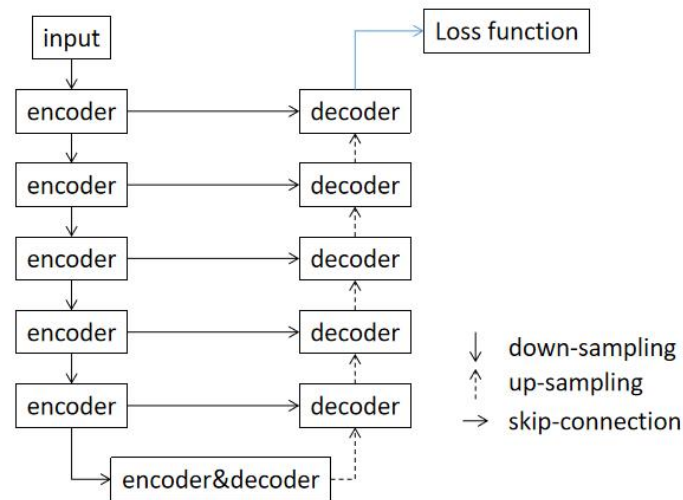 input
Loss function
encoder
decoder
encoder
decoder
encoder
decoder
encoder
decoder
encoder
decoder
encoder&decoder
down-sampling
up-sampling
skip-connection